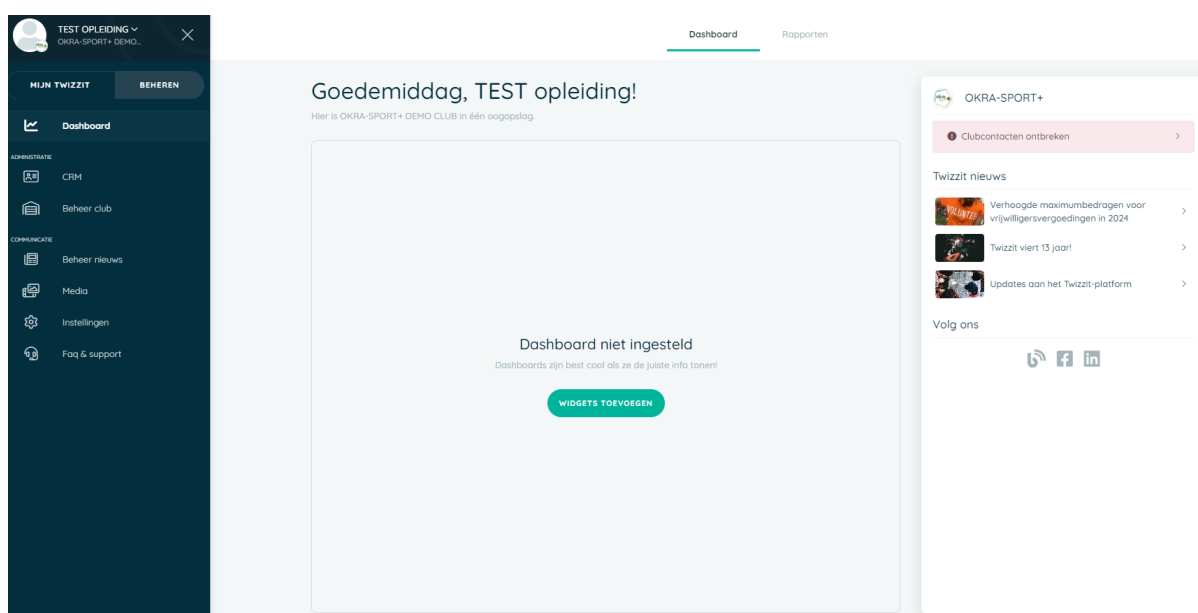 TEST OPLEIDING
OKRA-SPORT+ DEMO...
MIJN TWIZZIT
BEHEREN
Dashboard
ADMINISTRATIE
CRM
Beheer club
COMMUNICATIE
Beheer nieuws
Media
Instellingen
Faq & support
Dashboard
Rapporten
Goedemiddag, TEST opleiding!
Hier is OKRA-SPORT+ DEMO CLUB in één oogopslag.
Dashboard niet ingesteld
Dashboards zijn best cool als ze de juiste info tonen!
WIDGETS TOEVOEGEN
OKRA-SPORT+
Clubcontacten ontbreken
Twizzit nieuws
VOLUNTEER
Verhoogde maximumbedragen voor
vrijwilligersvergoedingen in 2024
Twizzit viert 13 jaar!
Updates aan het Twizzit-platform
Volg ons